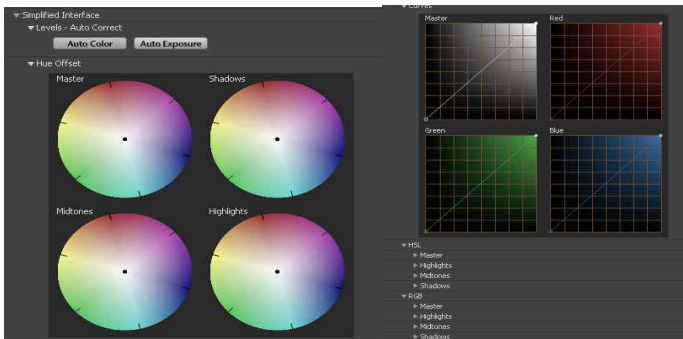 Simplified Interface
Levels - Auto Correct
Auto Color Auto Exposure
Hue Offset
Master Shadows
Midtones Highlights
Curves
Master Red
Green Blue
HSL
Master
Highlights
Midtones
Shadows
RGB
Master
Highlights
Midtones
Shadows